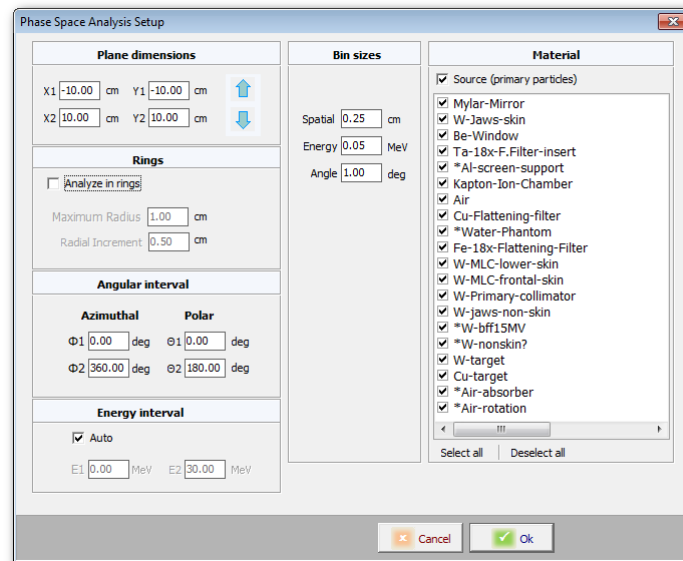 Phase Space Analysis Setup
Plane dimensions
X1 -10.00 cm Y1 -10.00 cm
X2 10.00 cm Y2 10.00 cm
Rings
Analyze in rings
Maximum Radius 1.00 cm
Radial Increment 0.50 cm
Angular interval
Azimuthal Polar
Φ1 0.00 deg Θ1 0.00 deg
Φ2 360.00 deg Θ2 180.00 deg
Energy interval
Auto
E1 0.00 MeV E2 30.00 MeV
Bin sizes
Spatial 0.25 cm
Energy 0.05 MeV
Angle 1.00 deg
Material
Source (primary particles)
Mylar-Mirror
W-Jaws-skin
Be-Window
Ta-18x-F.Filter-insert
*Al-screen-support
Kapton-Ion-Chamber
Air
Cu-Flattening-filter
*Water-Phantom
Fe-18x-Flattening-Filter
W-MLC-lower-skin
W-MLC-frontal-skin
W-Primary-collimator
W-jaws-non-skin
*W-bff15MV
*W-nonskin?
W-target
Cu-target
*Air-absorber
*Air-rotation
Select all Deselect all
Cancel Ok